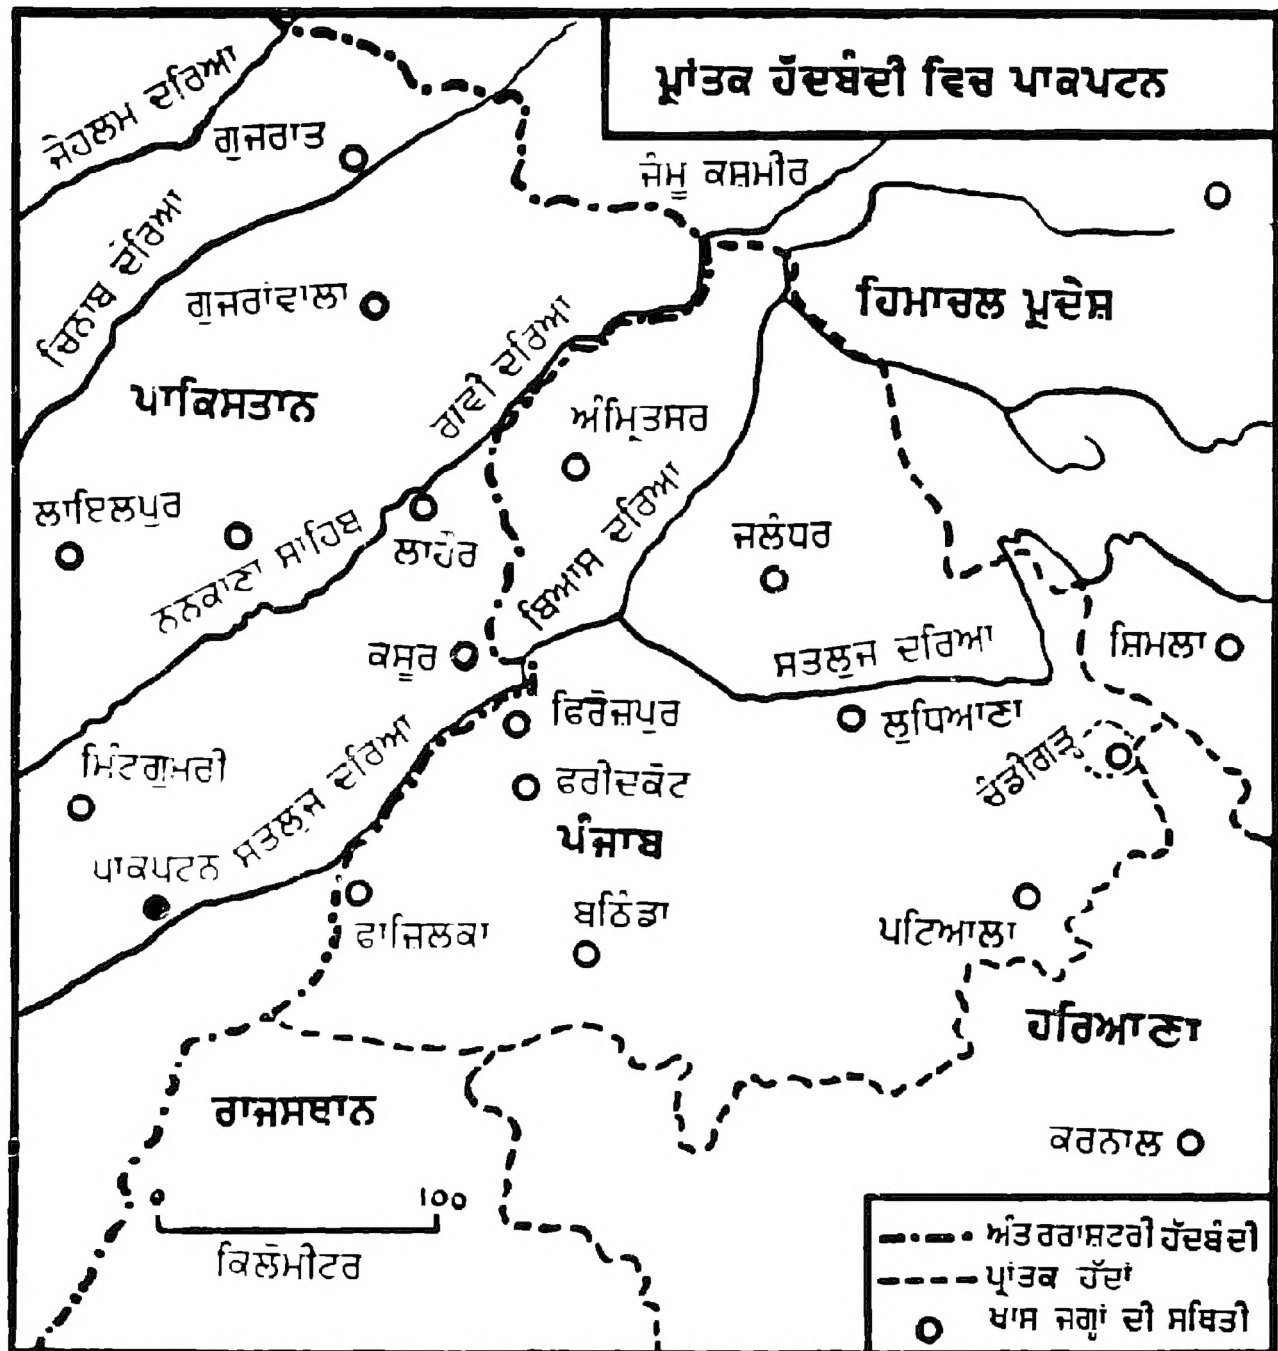 ਪ੍ਰਾਂਤਕ ਹੱਦਬੰਦੀ ਵਿਚ ਪਾਕਪਟਨ
ਜੇਹਲਮ ਦਰਿਆ
ਗੁਜਰਾਤ
ਜੰਮੂ ਕਸ਼ਮੀਰ
ਚਿਨਾਬ ਦਰਿਆ
ਗੁਜਰਾਂਵਾਲਾ
ਹਿਮਾਚਲ ਪ੍ਰਦੇਸ਼
ਪਾਕਿਸਤਾਨ
ਰਾਵੀ ਦਰਿਆ
ਅੰਮ੍ਰਿਤਸਰ
ਲਾਇਲਪੁਰ
ਨਨਕਾਣਾ ਸਾਹਿਬ
ਲਾਹੌਰ
ਬਿਆਸ ਦਰਿਆ
ਜਲੰਧਰ
ਕਸੂਰ
ਸਤਲੁਜ ਦਰਿਆ
ਸ਼ਿਮਲਾ
ਫਿਰੋਜ਼ਪੁਰ
ਲੁਧਿਆਣਾ
ਮਿੰਟਗੁਮਰੀ
ਸਤਲੁਜ ਦਰਿਆ
ਫਰੀਦਕੋਟ
ਚੰਡੀਗੜ੍ਹ
ਪੰਜਾਬ
ਪਾਕਪਟਨ
ਫਾਜ਼ਿਲਕਾ
ਬਠਿੰਡਾ
ਪਟਿਆਲਾ
ਹਰਿਆਣਾ
ਰਾਜਸਥਾਨ
ਕਰਨਾਲ
0 100
ਕਿਲੋਮੀਟਰ
ਅੰਤਰਰਾਸ਼ਟਰੀ ਹੱਦਬੰਦੀ
ਪ੍ਰਾਂਤਕ ਹੱਦਾਂ
ਖਾਸ ਜਗ੍ਹਾਂ ਦੀ ਸਥਿਤੀ